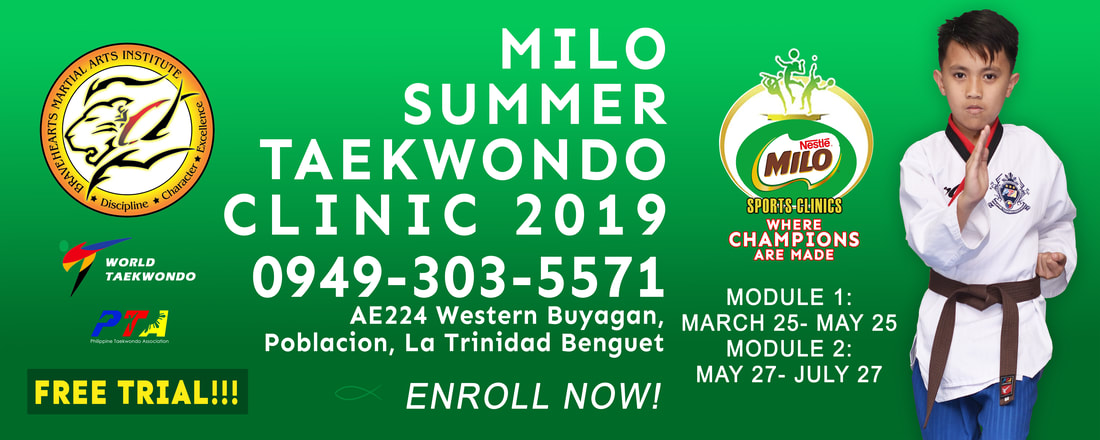 BRAVEHEARTS MARTIAL ARTS INSTITUTE
★ Discipline ★ Character ★ Excellence
WORLD
TAEKWONDO
PTA
Philippine Taekwondo Association
FREE TRIAL!!!
MILO
SUMMER
TAEKWONDO
CLINIC 2019
0949-303-5571
AE224 Western Buyagan,
Poblacion, La Trinidad Benguet
ENROLL NOW!
Nestlé
MILO
SPORTS-CLINICS
WHERE
CHAMPIONS
ARE MADE
MODULE 1:
MARCH 25- MAY 25
MODULE 2:
MAY 27- JULY 27